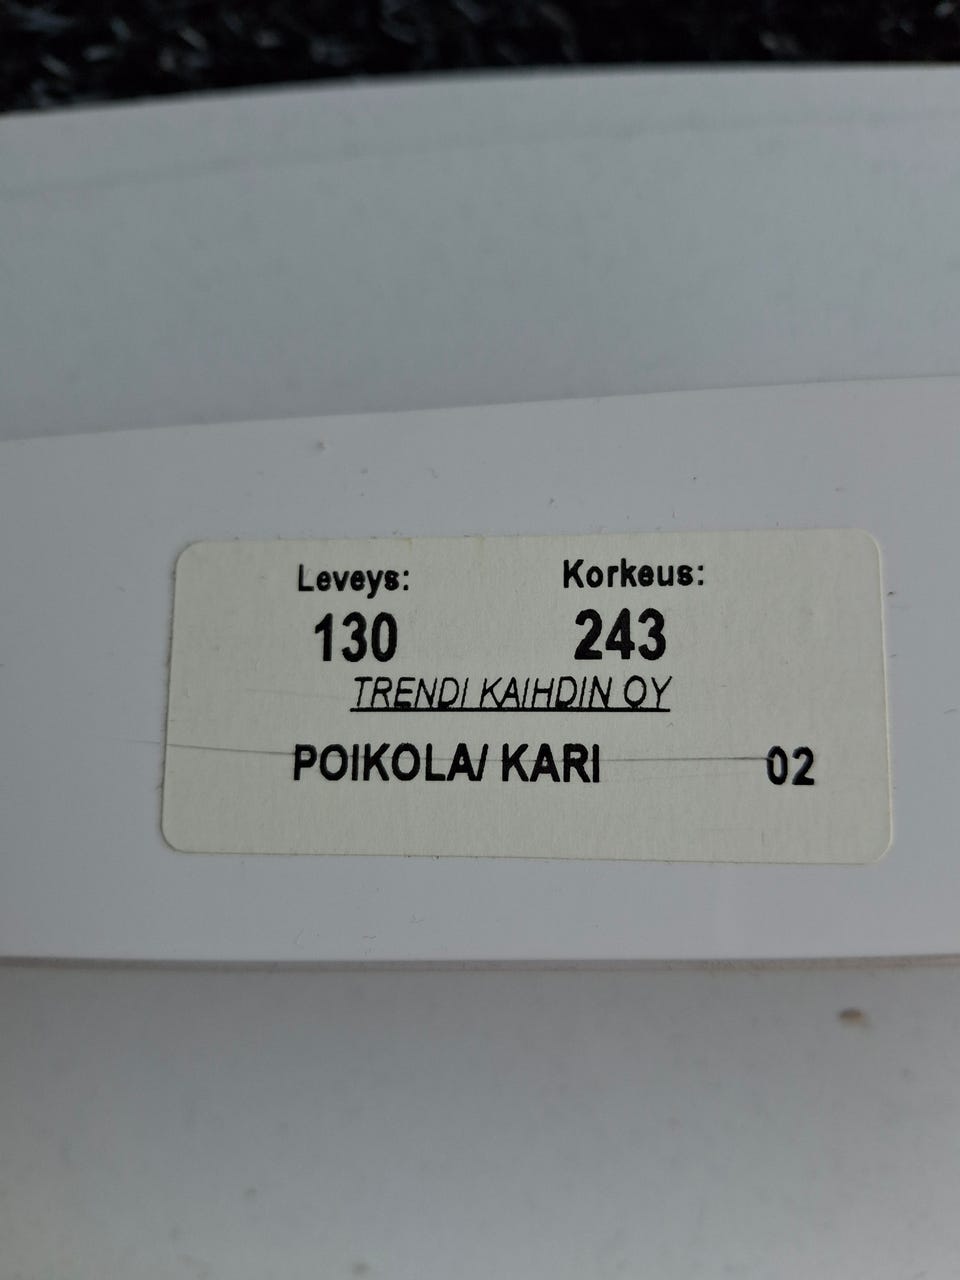 Leveys: Korkeus:
130 243
TRENDI KAIHDIN OY
POIKOLA/ KARI 02